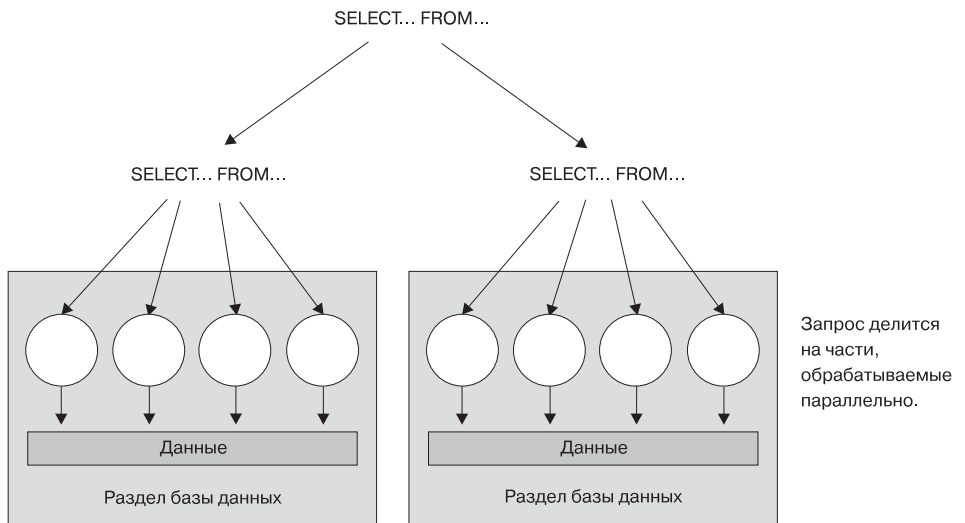 SELECT... FROM...
SELECT... FROM...
SELECT... FROM...
Данные
Раздел базы данных
Данные
Раздел базы данных
Запрос делится
на части,
обрабатываемые
параллельно.